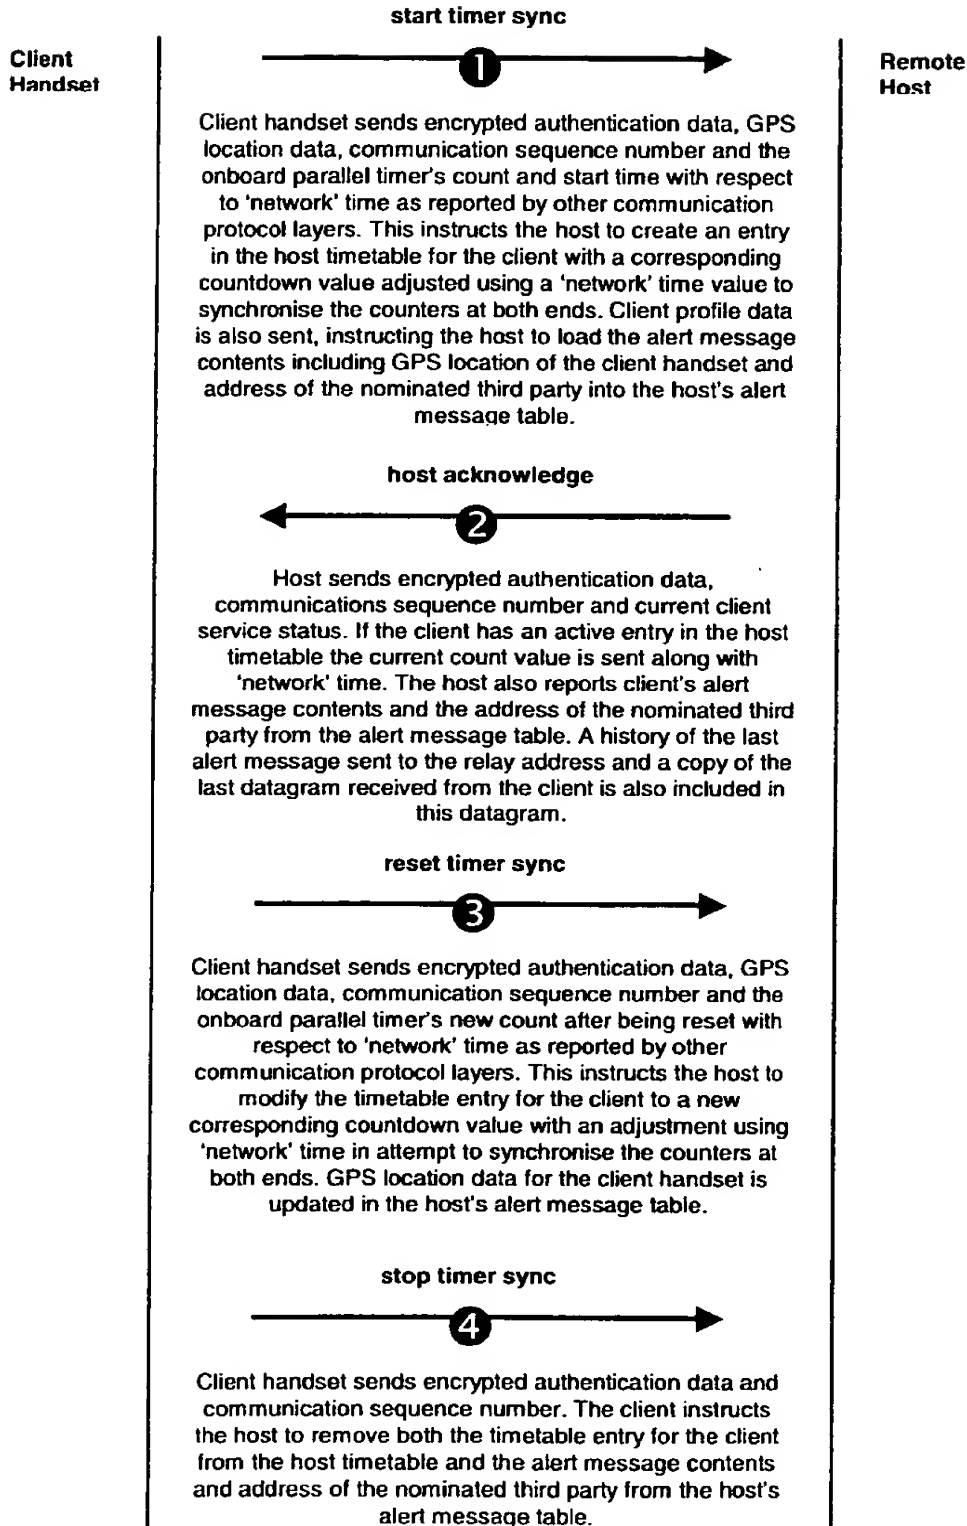 start timer sync
Client
Handset
Remote
Host
1
Client handset sends encrypted authentication data, GPS
location data, communication sequence number and the
onboard parallel timer's count and start time with respect
to 'network' time as reported by other communication
protocol layers. This instructs the host to create an entry
in the host timetable for the client with a corresponding
countdown value adjusted using a 'network' time value to
synchronise the counters at both ends. Client profile data
is also sent, instructing the host to load the alert message
contents including GPS location of the client handset and
address of the nominated third party into the host's alert
message table.
host acknowledge
2
Host sends encrypted authentication data,
communications sequence number and current client
service status. If the client has an active entry in the host
timetable the current count value is sent along with
'network' time. The host also reports client's alert
message contents and the address of the nominated third
party from the alert message table. A history of the last
alert message sent to the relay address and a copy of the
last datagram received from the client is also included in
this datagram.
reset timer sync
3
Client handset sends encrypted authentication data, GPS
location data, communication sequence number and the
onboard parallel timer's new count after being reset with
respect to 'network' time as reported by other
communication protocol layers. This instructs the host to
modify the timetable entry for the client to a new
corresponding countdown value with an adjustment using
'network' time in attempt to synchronise the counters at
both ends. GPS location data for the client handset is
updated in the host's alert message table.
stop timer sync
4
Client handset sends encrypted authentication data and
communication sequence number. The client instructs
the host to remove both the timetable entry for the client
from the host timetable and the alert message contents
and address of the nominated third party from the host's
alert message table.